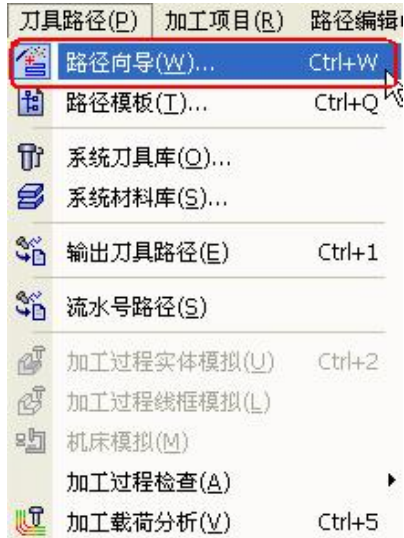 刀具路径(P) 加工项目(R) 路径编辑
路径向导(W)... Ctrl+W
路径模板(T)... Ctrl+Q
系统刀具库(O)...
系统材料库(S)...
输出刀具路径(E) Ctrl+1
流水号路径(S)
加工过程实体模拟(U) Ctrl+2
加工过程线框模拟(L)
机床模拟(M)
加工过程检查(A)
加工载荷分析(V) Ctrl+5